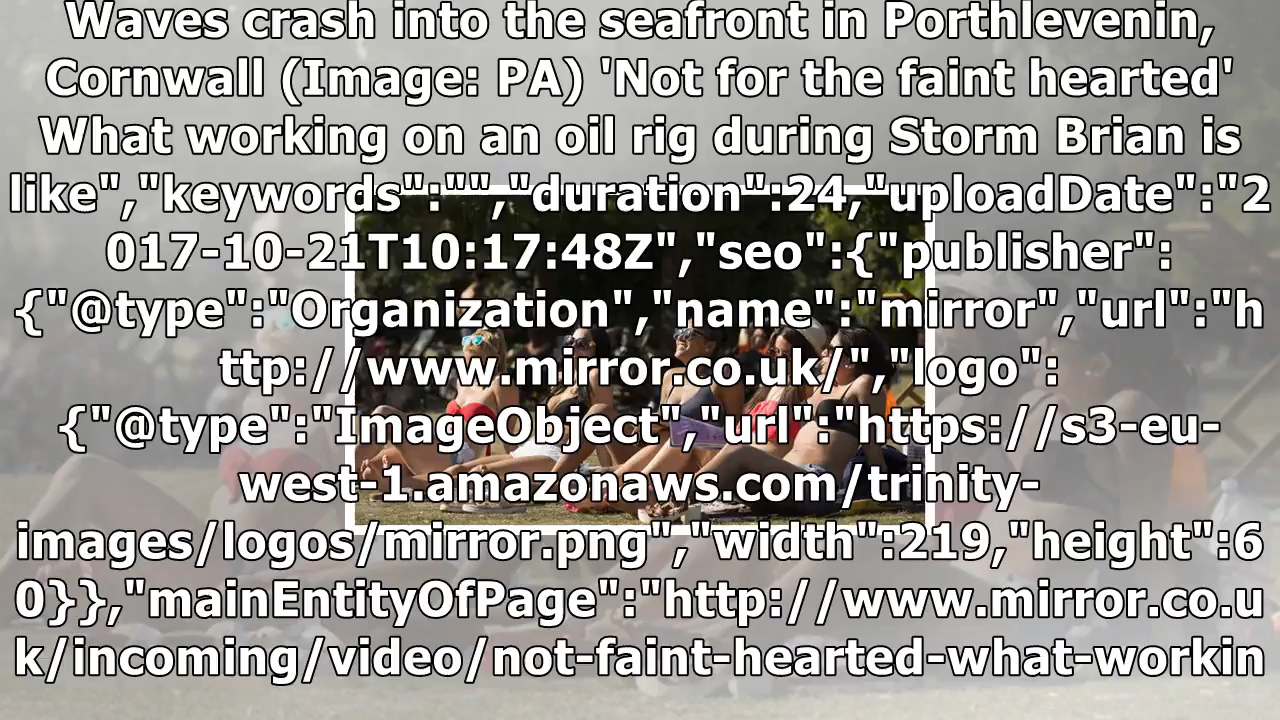 Waves crash into the seafront in Porthlevenin,
Cornwall (Image: PA) 'Not for the faint hearted'
What working on an oil rig during Storm Brian is
like","keywords":"","duration":24,"uploadDate":"2
017-10-21T10:17:48Z","seo":{"publisher":
{"@type":"Organization","name":"mirror","url":"h
ttp://www.mirror.co.uk/","logo":
{"@type":"ImageObject","url":"https://s3-eu-
west-1.amazonaws.com/trinity-
images/logos/mirror.png","width":219,"height":6
0}},"mainEntityOfPage":"http://www.mirror.co.u
k/incoming/video/not-faint-hearted-what-workin